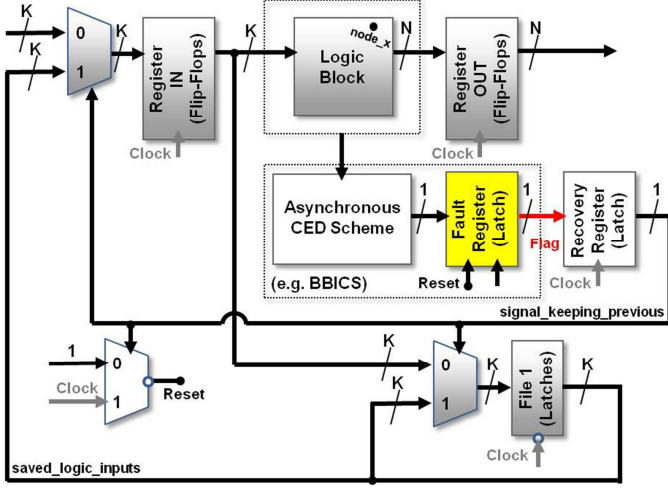 K
K
0
1
K
Register
IN
(Flip-Flops)
Clock
K
node_x
Logic
Block
N
Register
OUT
(Flip-Flops)
Clock
N
Asynchronous
CED Scheme
(e.g. BBICS)
1
Fault
Register
(Latch)
Reset
1
Flag
Recovery
Register
(Latch)
Clock
1
signal_keeping_previous
1
Clock
0
1
Reset
K
K
0
1
K
File 1
(Latches)
Clock
K
saved_logic_inputs